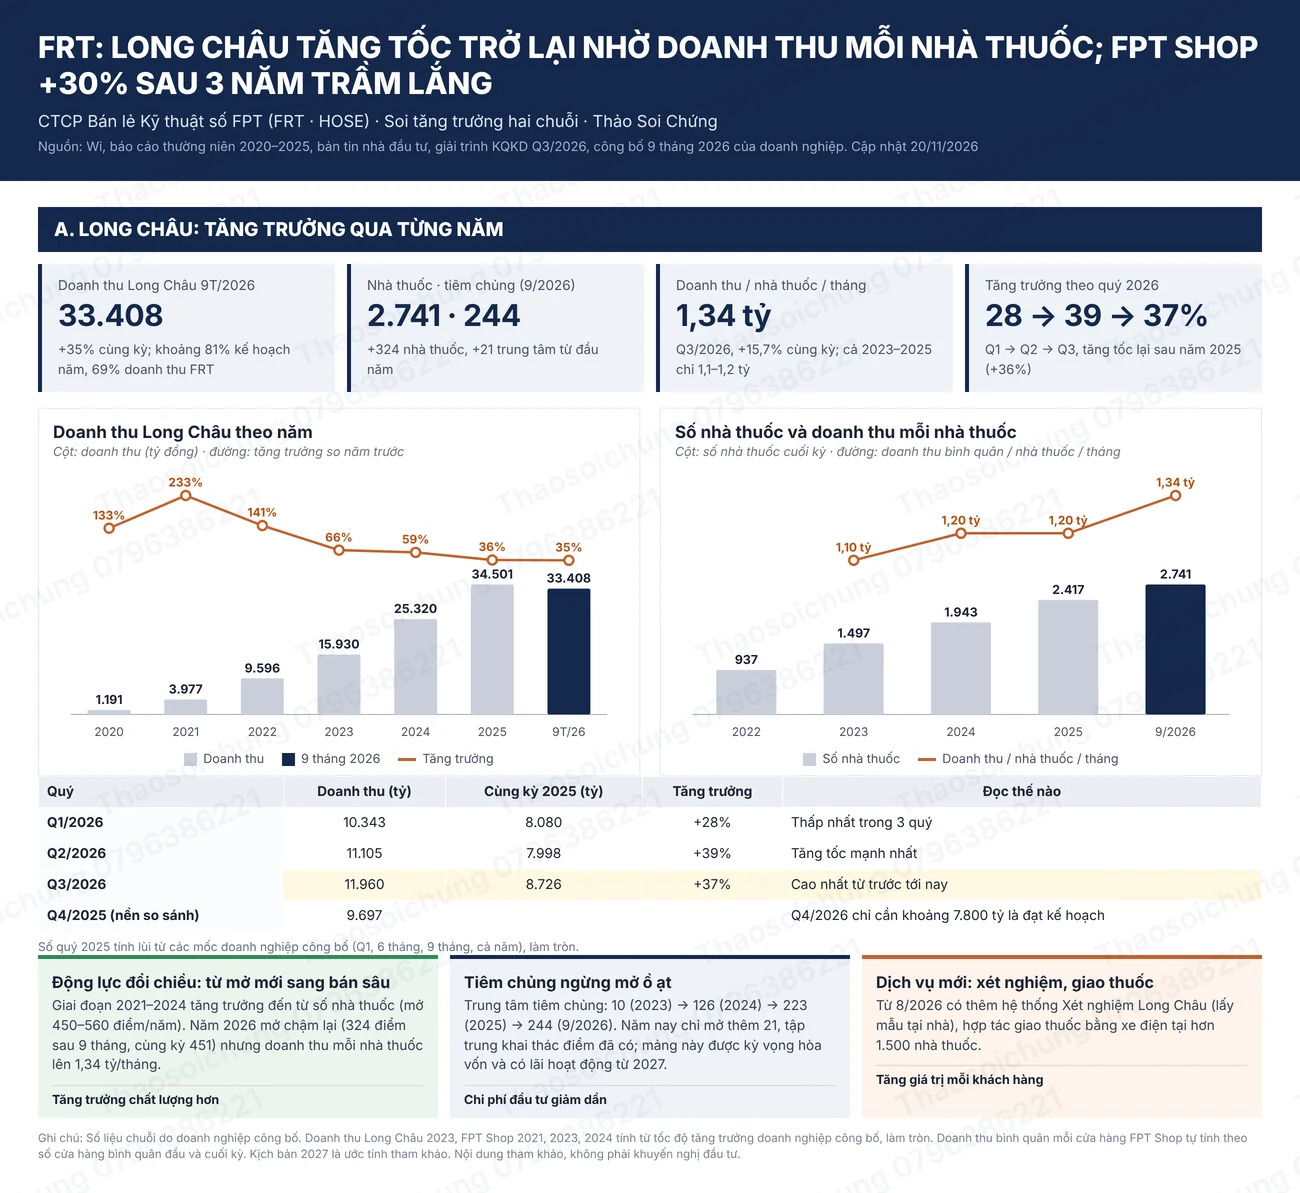 FRT: LONG CHÂU TĂNG TỐC TRỞ LẠI NHỜ DOANH THU MỖI NHÀ THUỐC; FPT SHOP
+30% SAU 3 NĂM TRẦM LẮNG
CTCP Bán lẻ Kỹ thuật số FPT (FRT · HOSE) · Soi tăng trưởng hai chuỗi · Thảo Soi Chứng
Nguồn: Wi, báo cáo thường niên 2020–2025, bản tin nhà đầu tư, giải trình KQKD Q3/2026, công bố 9 tháng 2026 của doanh nghiệp. Cập nhật 20/11/2026
A. LONG CHÂU: TĂNG TRƯỞNG QUA TỪNG NĂM
Doanh thu Long Châu 9T/2026
33.408
+35% cùng kỳ; khoảng 81% kế hoạch
năm, 69% doanh thu FRT
Nhà thuốc · tiêm chủng (9/2026)
2.741 · 244
+324 nhà thuốc, +21 trung tâm từ đầu
năm
Doanh thu / nhà thuốc / tháng
1,34 tỷ
Q3/2026, +15,7% cùng kỳ; cả 2023–2025
chỉ 1,1–1,2 tỷ
Tăng trưởng theo quý 2026
28 → 39 → 37%
Q1 → Q2 → Q3, tăng tốc lại sau năm 2025
(+36%)
Doanh thu Long Châu theo năm
Cột: doanh thu (tỷ đồng) · đường: tăng trưởng so năm trước
133% 233% 141% 66% 59% 36% 35%
1.191 3.977 9.596 15.930 25.320 34.501 33.408
2020 2021 2022 2023 2024 2025 9T/26
Doanh thu 9 tháng 2026 Tăng trưởng
Số nhà thuốc và doanh thu mỗi nhà thuốc
Cột: số nhà thuốc cuối kỳ · đường: doanh thu bình quân / nhà thuốc / tháng
1,10 tỷ 1,20 tỷ 1,20 tỷ 1,34 tỷ
937 1.497 1.943 2.417 2.741
2022 2023 2024 2025 9/2026
Số nhà thuốc Doanh thu / nhà thuốc / tháng
Quý Doanh thu (tỷ) Cùng kỳ 2025 (tỷ) Tăng trưởng Đọc thế nào
Q1/2026 10.343 8.080 +28% Thấp nhất trong 3 quý
Q2/2026 11.105 7.998 +39% Tăng tốc mạnh nhất
Q3/2026 11.960 8.726 +37% Cao nhất từ trước tới nay
Q4/2025 (nền so sánh) 9.697 Q4/2026 chỉ cần khoảng 7.800 tỷ là đạt kế hoạch
Số quý 2025 tính lùi từ các mốc doanh nghiệp công bố (Q1, 6 tháng, 9 tháng, cả năm), làm tròn.
Động lực đổi chiều: từ mở mới sang bán sâu
Giai đoạn 2021–2024 tăng trưởng đến từ số nhà thuốc (mở
450–560 điểm/năm). Năm 2026 mở chậm lại (324 điểm
sau 9 tháng, cùng kỳ 451) nhưng doanh thu mỗi nhà thuốc
lên 1,34 tỷ/tháng.
Tăng trưởng chất lượng hơn
Tiêm chủng ngừng mở ồ ạt
Trung tâm tiêm chủng: 10 (2023) → 126 (2024) → 223
(2025) → 244 (9/2026). Năm nay chỉ mở thêm 21, tập
trung khai thác điểm đã có; mảng này được kỳ vọng hòa
vốn và có lãi hoạt động từ 2027.
Chi phí đầu tư giảm dần
Dịch vụ mới: xét nghiệm, giao thuốc
Từ 8/2026 có thêm hệ thống Xét nghiệm Long Châu (lấy
mẫu tại nhà), hợp tác giao thuốc bằng xe điện tại hơn
1.500 nhà thuốc.
Tăng giá trị mỗi khách hàng
Ghi chú: Số liệu chuỗi do doanh nghiệp công bố. Doanh thu Long Châu 2023, FPT Shop 2021, 2023, 2024 tính từ tốc độ tăng trưởng doanh nghiệp công bố, làm tròn. Doanh thu bình quân mỗi cửa hàng FPT Shop tự tính theo
số cửa hàng bình quân đầu và cuối kỳ. Kịch bản 2027 là ước tính tham khảo. Nội dung tham khảo, không phải khuyến nghị đầu tư.
Thaosoichung 0796386221